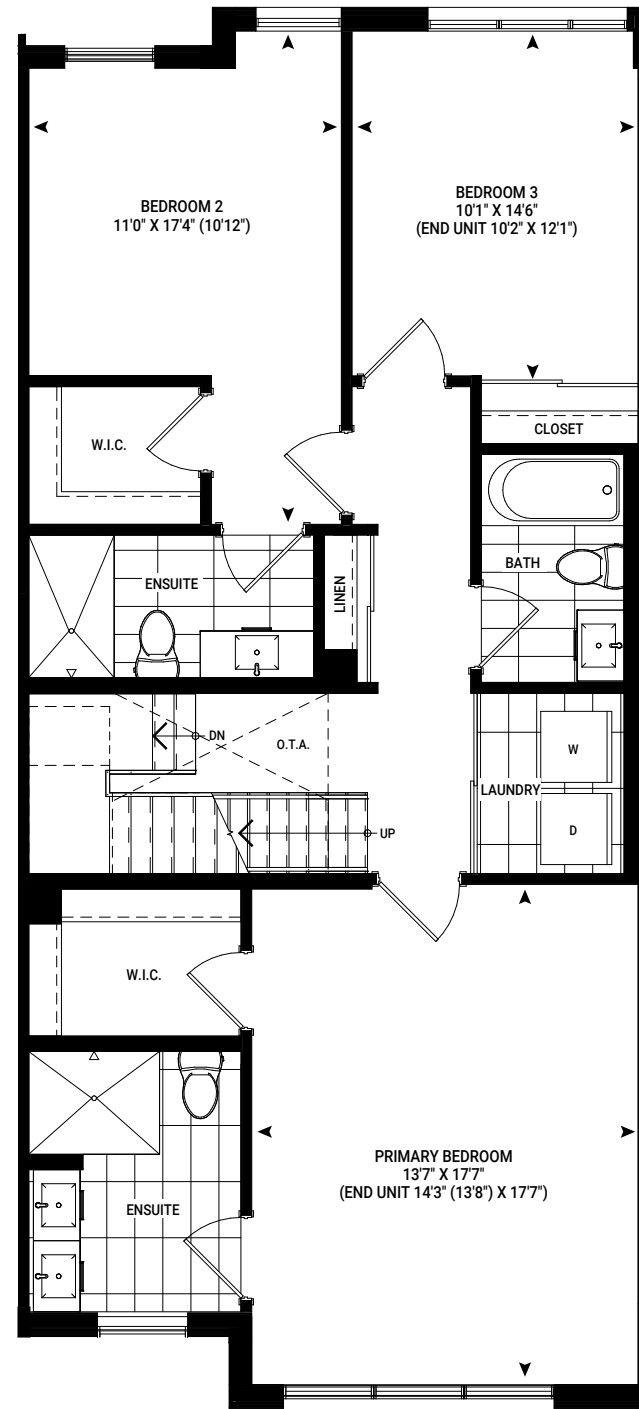 BEDROOM 2
11'0" X 17'4" (10'12")
BEDROOM 3
10'1" X 14'6"
(END UNIT 10'2" X 12'1")
W.I.C.
CLOSET
BATH
ENSUITE
LINEN
DN
O.T.A.
W
LAUNDRY
D
UP
W.I.C.
PRIMARY BEDROOM
13'7" X 17'7"
(END UNIT 14'3" (13'8") X 17'7")
ENSUITE